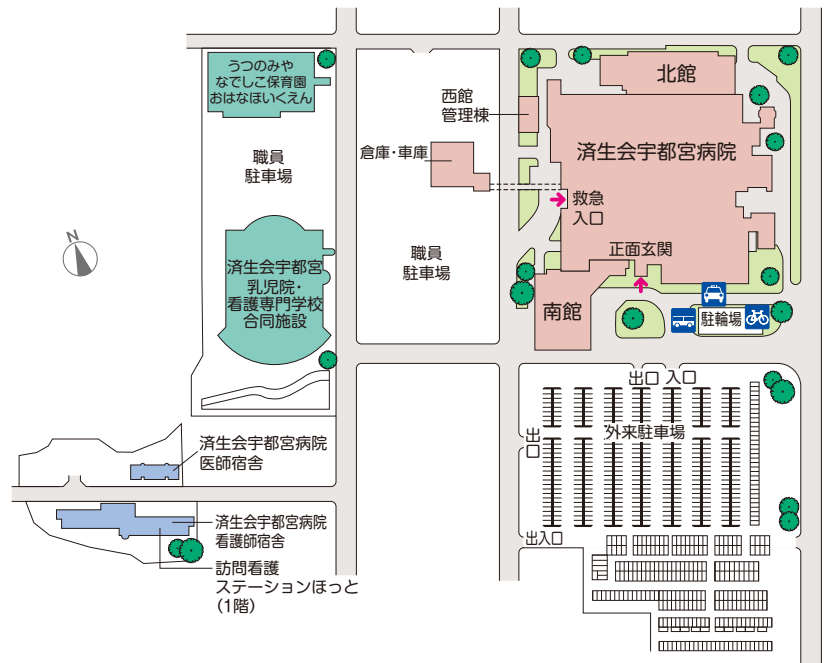 うつのみや
なでしこ保育園
おはなほいくえん
職員
駐車場
西館
管理棟
北館
倉庫・車庫
済生会宇都宮病院
救急
入口
正面玄関
N
職員
駐車場
済生会宇都宮
乳児院・
看護専門学校
合同施設
南館
駐輪場
出口 入口
出口
外来駐車場
出入口
済生会宇都宮病院
医師宿舎
済生会宇都宮病院
看護師宿舎
訪問看護
ステーションほっと
(1階)